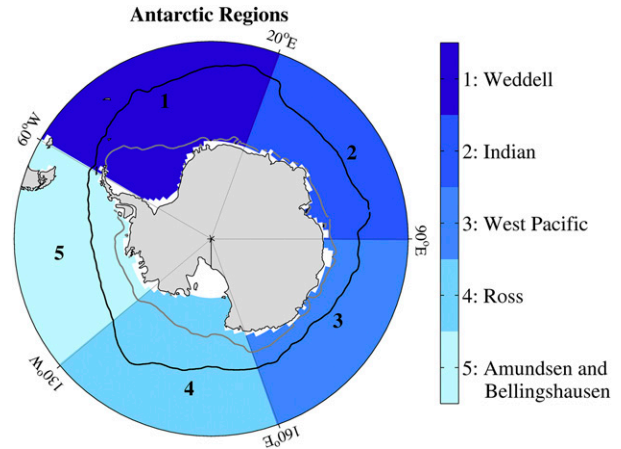 Antarctic Regions
20°E
60°W
1
2
90°E
5
3
4
130°W
160°E
1: Weddell
2: Indian
3: West Pacific
4: Ross
5: Amundsen and
Bellingshausen